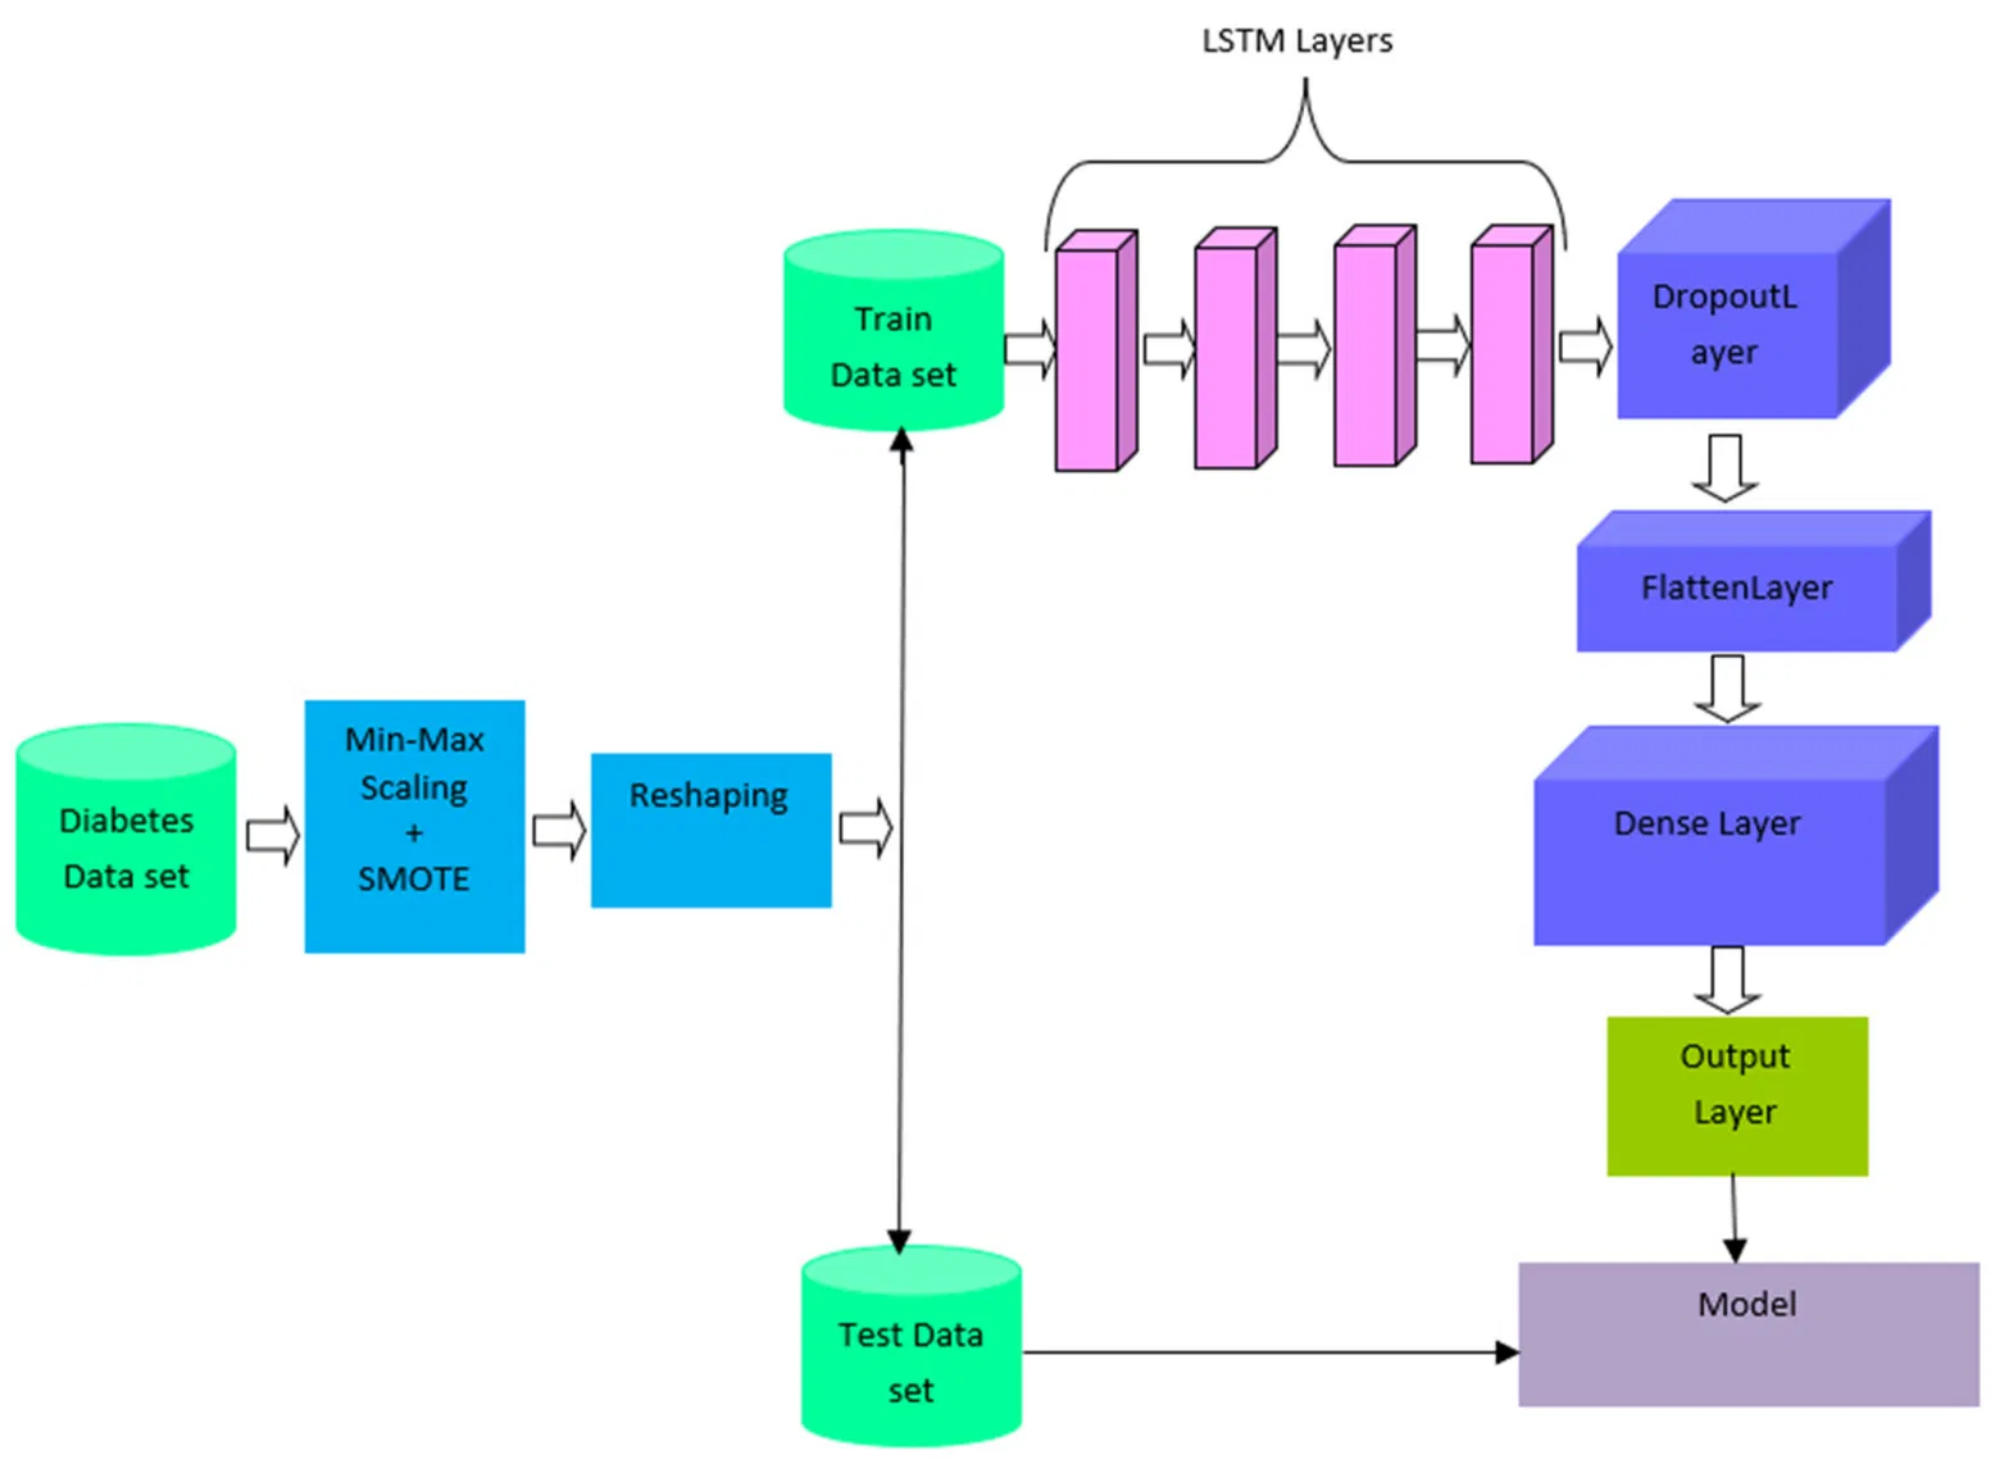 LSTM Layers
Train
Data set
DropoutL
ayer
FlattenLayer
Diabetes
Data set
Min-Max
Scaling
+
SMOTE
Reshaping
Dense Layer
Output
Layer
Test Data
set
Model